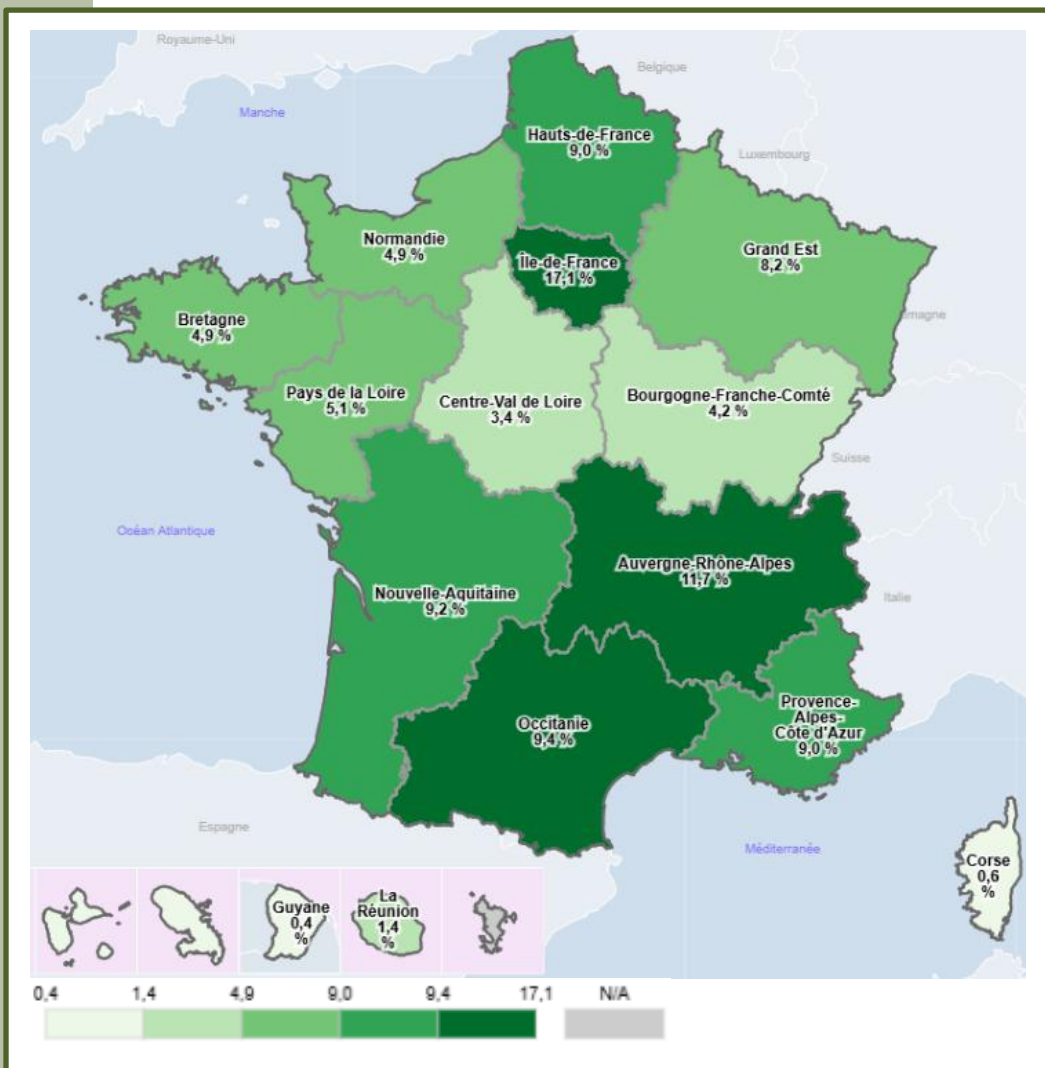 Royaume-Uni
Belgique
Manche
Hauts-de-France
9,0 %
Luxembourg
Normandie
4,9 %
Île-de-France
17,1 %
Grand Est
8,2 %
Bretagne
4,9 %
emagne
Pays de la Loire
5,1 %
Centre-Val de Loire
3,4 %
Bourgogne-Franche-Comté
4,2 %
Suisse
Océan Atlantique
Auvergne-Rhône-Alpes
11,7 %
Nouvelle-Aquitaine
9,2 %
Italie
Occitanie
9,4 %
Provence-
Alpes-
Côte d'Azur
9,0 %
Espagne
Méditerranée
Corse
0,6
%
Guyane
0,4
%
La
Réunion
1,4
%
0,4 1,4 4,9 9,0 9,4 17,1 N/A